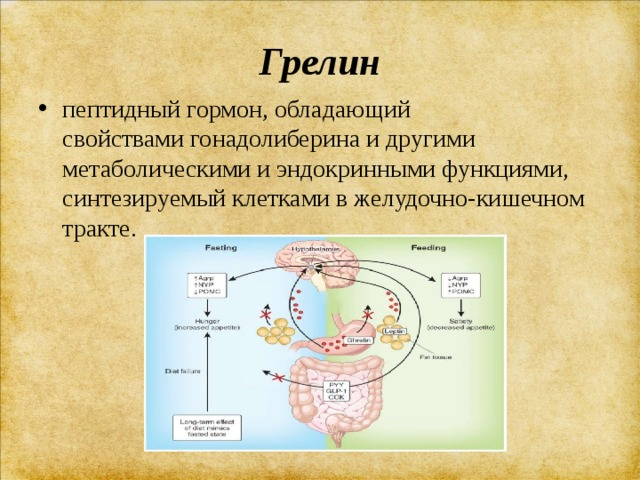 Грелин
• пептидный гормон, обладающий
свойствами гонадолиберина и другими
метаболическими и эндокринными функциями,
синтезируемый клетками в желудочно-кишечном
тракте.
Fasting
Hypothalamus
Feeding
↑Agrp
↑NYP
↓POMC
↓Agrp
↓NYP
↑POMC
Hunger
(increased appetite)
Leptin
Satiety
(decreased appetite)
Ghrelin
Fat tissue
Diet failure
PYY
GLP-1
CCK
Long-term effect
of diet mimics
fasted state